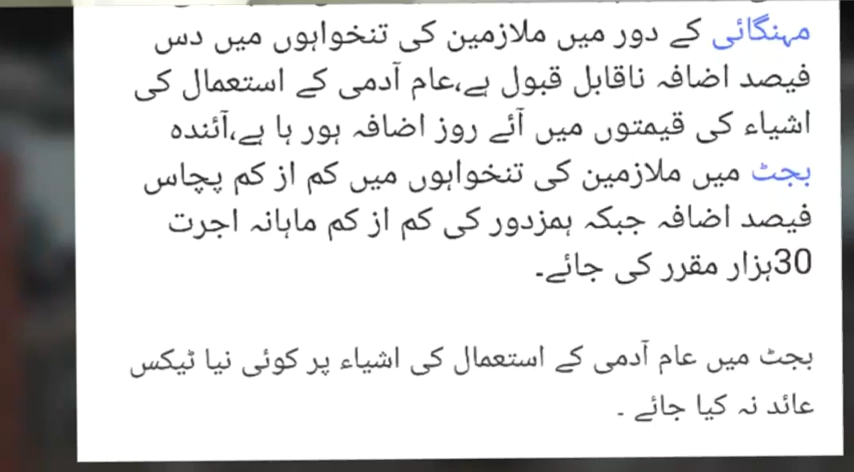 مہنگائی کے دور میں ملازمین کی تنخواہوں میں دس
فیصد اضافہ ناقابل قبول ہے،عام آدمی کے استعمال کی
اشیاء کی قیمتوں میں آئے روز اضافہ ہور ہا ہے،آئندہ
بجٹ میں ملازمین کی تنخواہوں میں کم از کم پچاس
فیصد اضافہ جبکہ ہمزدور کی کم از کم ماہانہ اجرت
30ہزار مقرر کی جائے۔
بجٹ میں عام آدمی کے استعمال کی اشیاء پر کوئی نیا ٹیکس
عائد نہ کیا جائے ۔